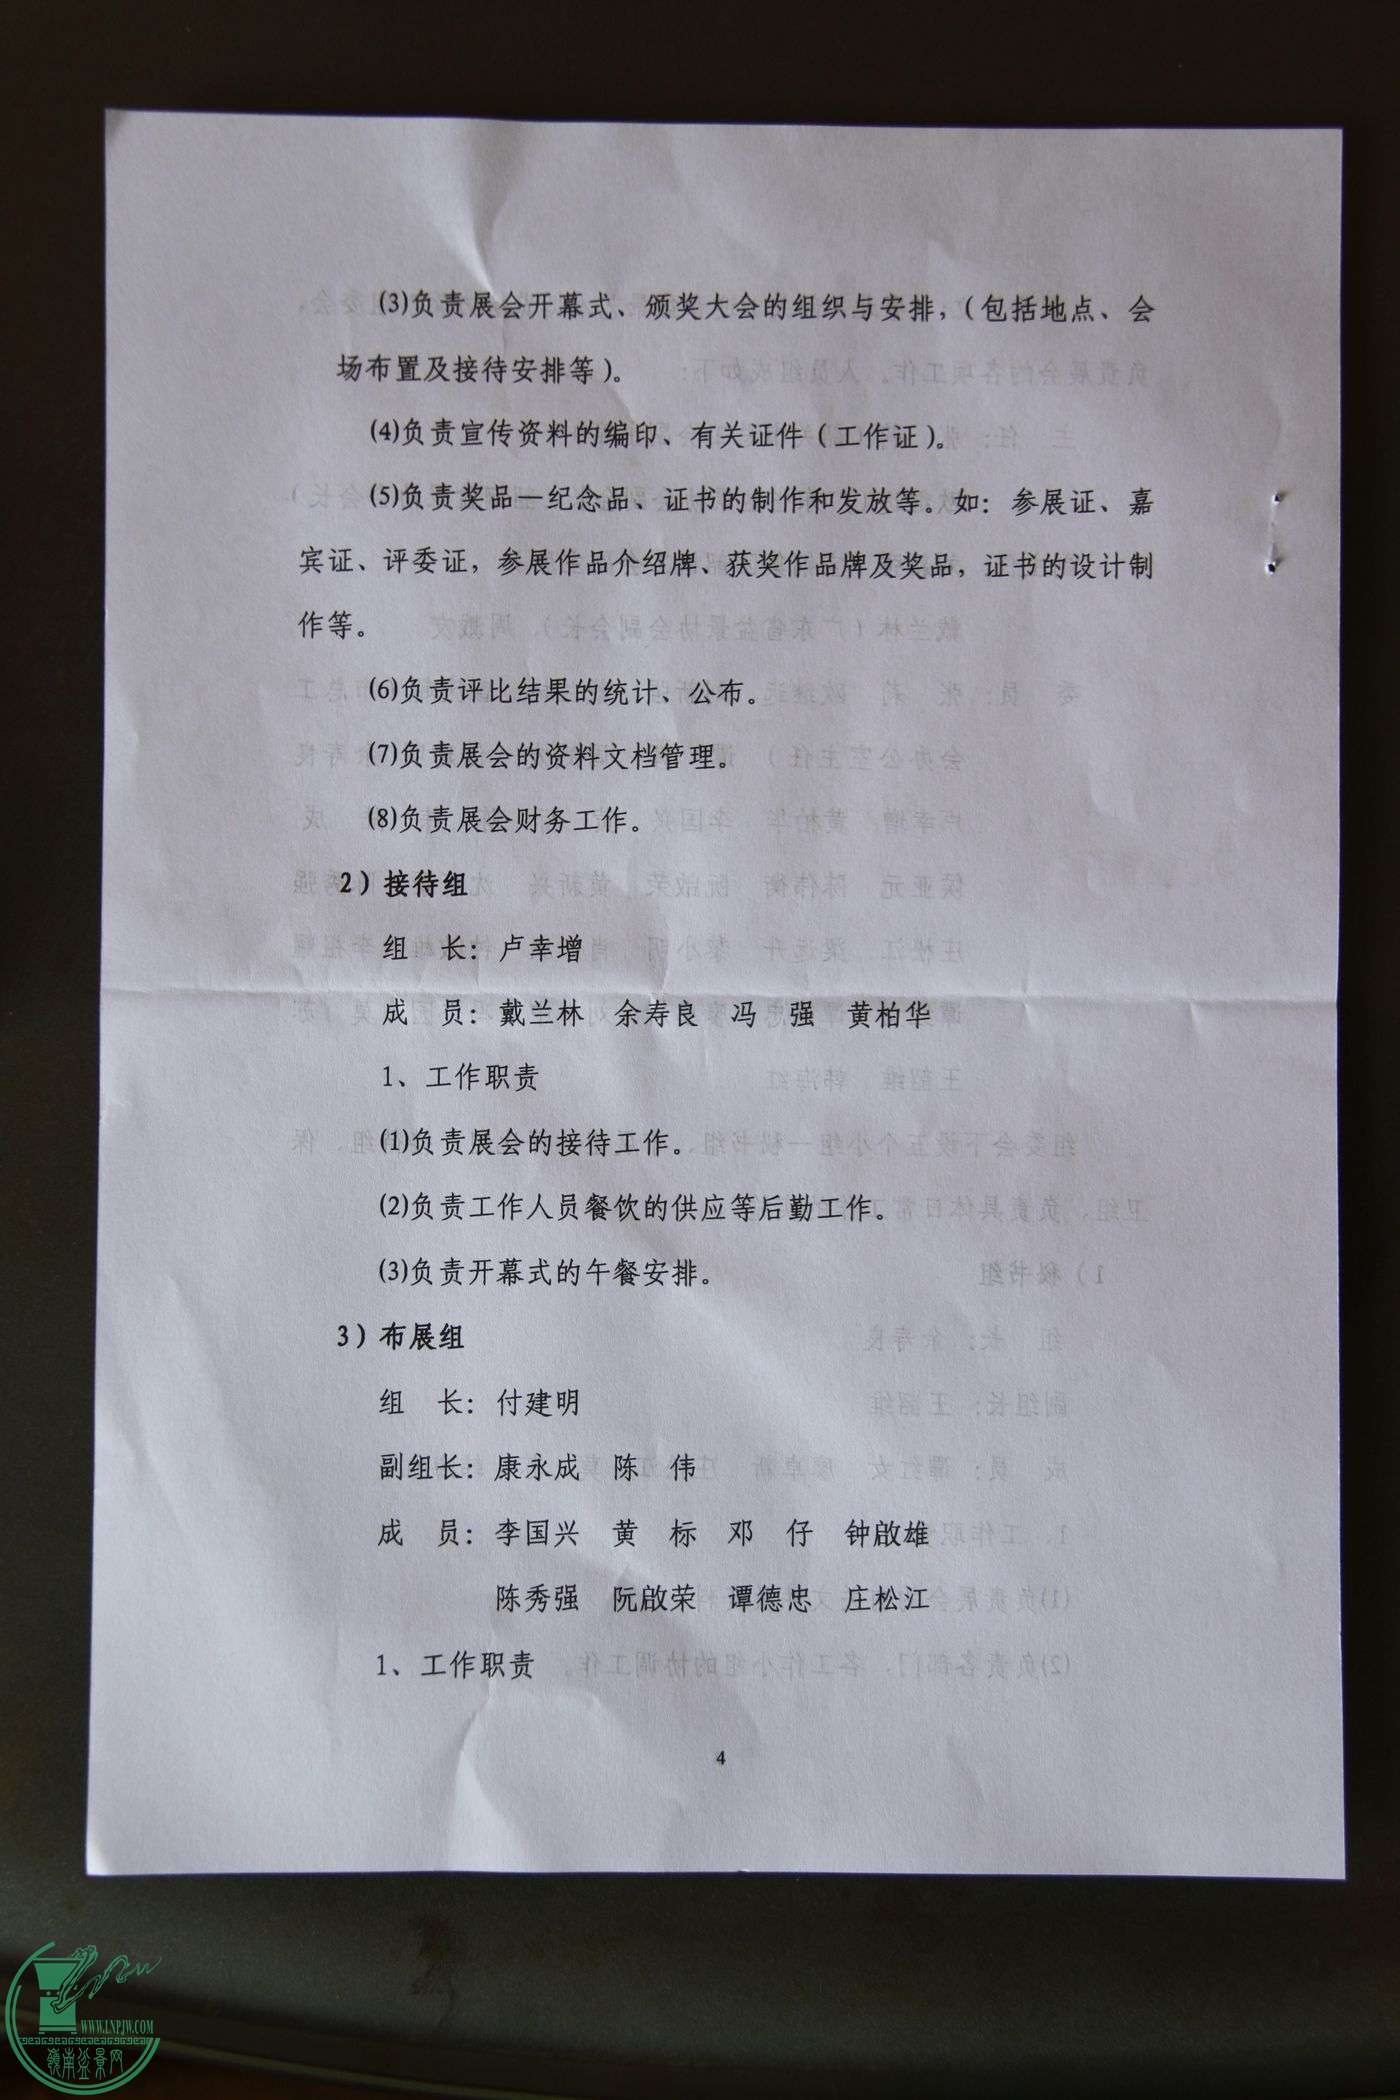 (3)负责展会开幕式、颁奖大会的组织与安排，（包括地点、会
场布置及接待安排等）。
(4)负责宣传资料的编印、有关证件（工作证）。
(5)负责奖品—纪念品、证书的制作和发放等。如：参展证、嘉
宾证、评委证，参展作品介绍牌、获奖作品牌及奖品，证书的设计制
作等。
(6)负责评比结果的统计、公布。
(7)负责展会的资料文档管理。
(8)负责展会财务工作。
2）接待组
组　长：卢幸增
成　员：戴兰林　余寿良　冯　强　黄柏华
1、工作职责
(1)负责展会的接待工作。
(2)负责工作人员餐饮的供应等后勤工作。
(3)负责开幕式的午餐安排。
3）布展组
组　长：付建明
副组长：康永成　陈　伟
成　员：李国兴　黄　标　邓　仔　钟啟雄
陈秀强　阮啟荣　谭德忠　庄松江
1、工作职责
4
WWW.LNPJW.COM
嶺南盆景网